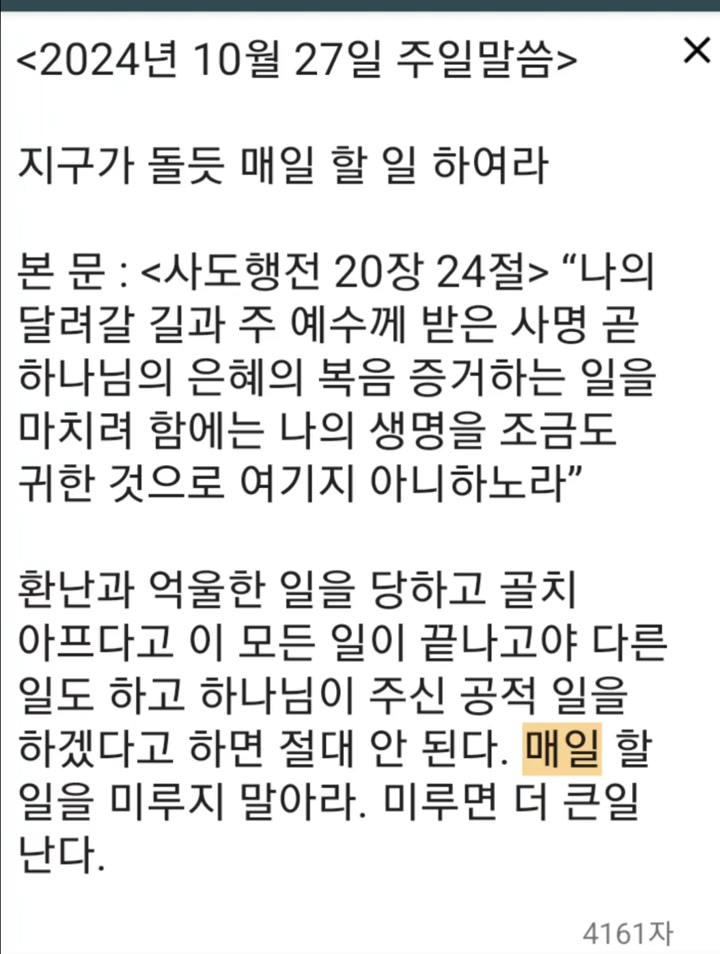 <2024년 10월 27일 주일말씀>
지구가 돌듯 매일 할 일 하여라
본 문 : <사도행전 20장 24절> “나의
달려갈 길과 주 예수께 받은 사명 곧
하나님의 은혜의 복음 증거하는 일을
마치려 함에는 나의 생명을 조금도
귀한 것으로 여기지 아니하노라”
환난과 억울한 일을 당하고 골치
아프다고 이 모든 일이 끝나고야 다른
일도 하고 하나님이 주신 공적 일을
하겠다고 하면 절대 안 된다. 매일 할
일을 미루지 말아라. 미루면 더 큰일
난다.
4161자